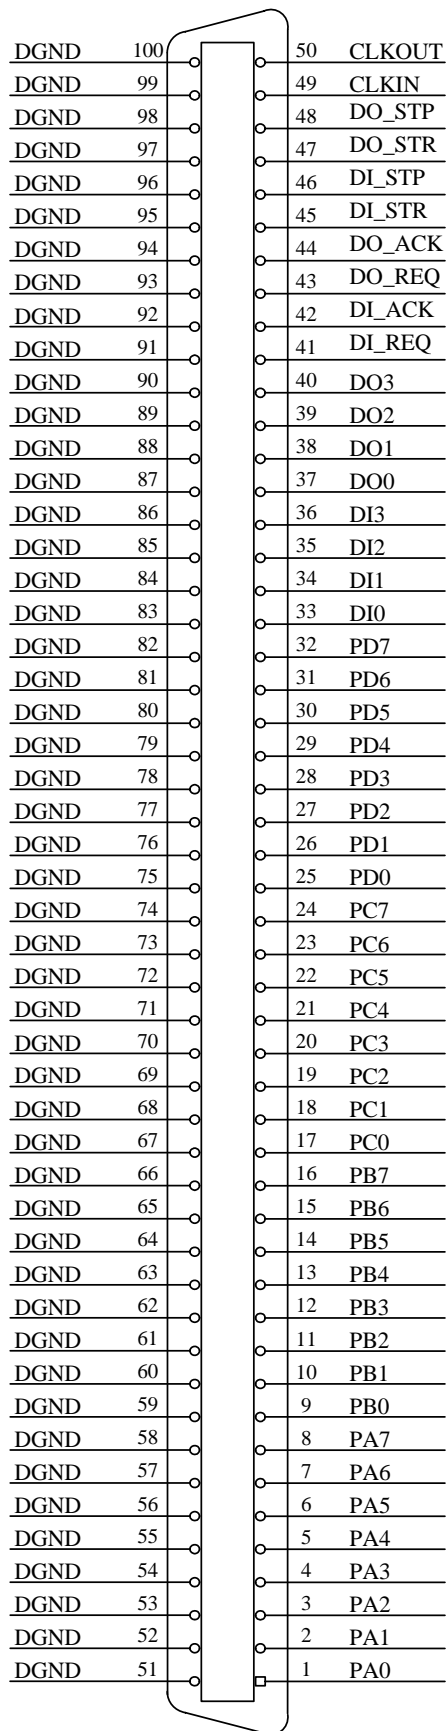 DGND 100 50 CLKOUT
DGND 99 49 CLKIN
DGND 98 48 DO_STP
DGND 97 47 DO_STR
DGND 96 46 DI_STP
DGND 95 45 DI_STR
DGND 94 44 DO_ACK
DGND 93 43 DO_REQ
DGND 92 42 DI_ACK
DGND 91 41 DI_REQ
DGND 90 40 DO3
DGND 89 39 DO2
DGND 88 38 DO1
DGND 87 37 DO0
DGND 86 36 DI3
DGND 85 35 DI2
DGND 84 34 DI1
DGND 83 33 DI0
DGND 82 32 PD7
DGND 81 31 PD6
DGND 80 30 PD5
DGND 79 29 PD4
DGND 78 28 PD3
DGND 77 27 PD2
DGND 76 26 PD1
DGND 75 25 PD0
DGND 74 24 PC7
DGND 73 23 PC6
DGND 72 22 PC5
DGND 71 21 PC4
DGND 70 20 PC3
DGND 69 19 PC2
DGND 68 18 PC1
DGND 67 17 PC0
DGND 66 16 PB7
DGND 65 15 PB6
DGND 64 14 PB5
DGND 63 13 PB4
DGND 62 12 PB3
DGND 61 11 PB2
DGND 60 10 PB1
DGND 59 9 PB0
DGND 58 8 PA7
DGND 57 7 PA6
DGND 56 6 PA5
DGND 55 5 PA4
DGND 54 4 PA3
DGND 53 3 PA2
DGND 52 2 PA1
DGND 51 1 PA0